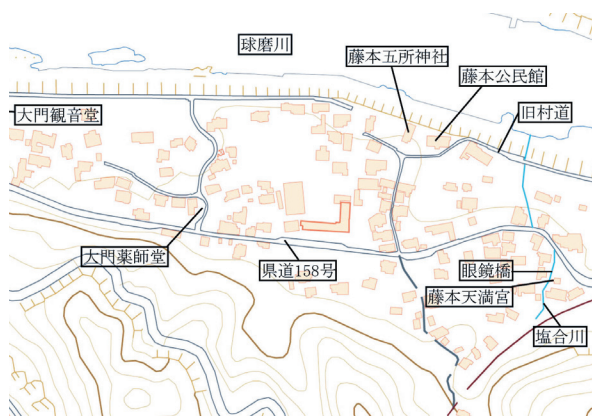 球磨川
藤本五所神社
藤本公民館
旧村道
大門観音堂
大門薬師堂
県道158号
眼鏡橋
藤本天満宮
塩合川